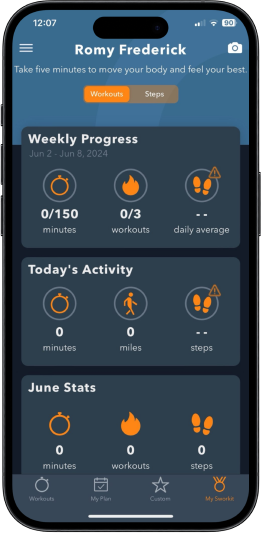 12:07
90
Romy Frederick
Take five minutes to move your body and feel your best.
Workouts Steps
Weekly Progress
Jun 2 - Jun 8, 2024
0/150 0/3 - -
minutes workouts daily average
Today's Activity
0 0 - -
minutes miles steps
June Stats
0 0 0
minutes workouts steps
Workouts My Plan Custom My Sworkit